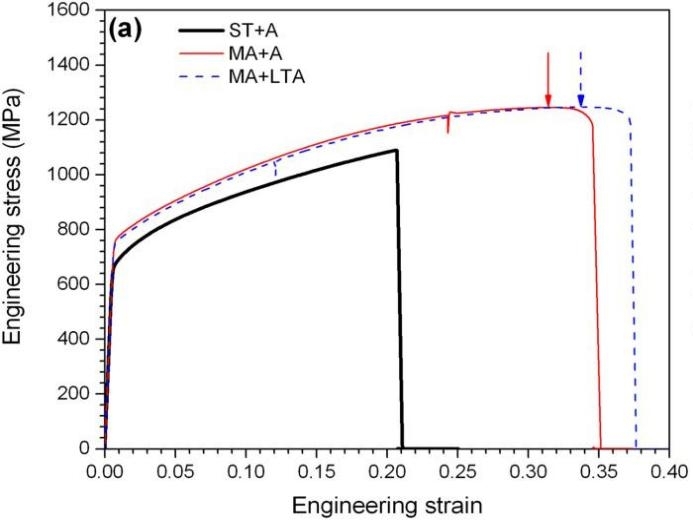 (a)
ST+A
MA+A
MA+LTA
Engineering stress (MPa)
1600
1400
1200
1000
800
600
400
200
0
0.00 0.05 0.10 0.15 0.20 0.25 0.30 0.35 0.40
Engineering strain